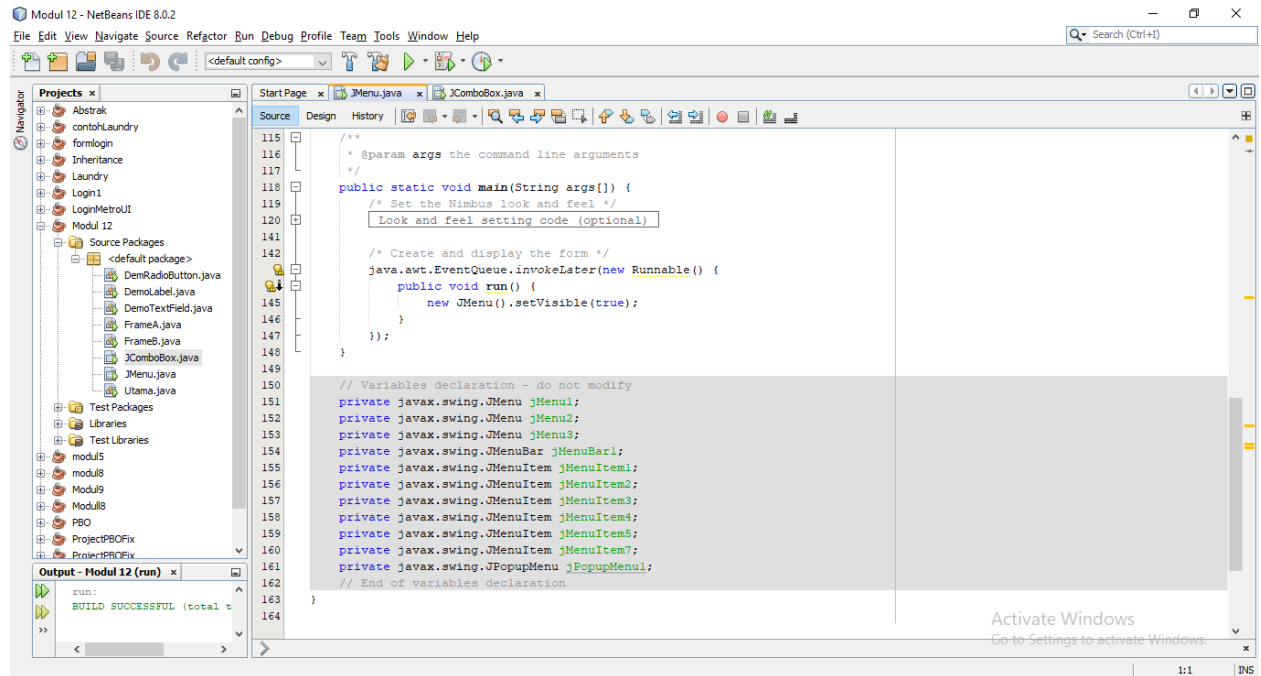 Modul 12 - NetBeans IDE 8.0.2
File Edit View Navigate Source Refactor Run Debug Profile Team Tools Window Help
Search (Ctrl+I)
<default config>
Navigator
Projects
Abstrak
contohLaundry
formlogin
Inheritance
Laundry
Login1
LoginMetroUI
Modul 12
Source Packages
<default package>
DemRadioButton.java
DemoLabel.java
DemoTextField.java
FrameA.java
FrameB.java
JComboBox.java
JMenu.java
Utama.java
Test Packages
Libraries
Test Libraries
modul5
modul8
Modul9
Modull8
PBO
ProjectPBOFix
ProjectPBOFix
Output - Modul 12 (run)
run:
BUILD SUCCESSFUL (total t
Start Page JMenu.java JComboBox.java
Source Design History
115 /**
116 * @param args the command line arguments
117 */
118 public static void main(String args[]) {
119 /* Set the Nimbus look and feel */
120 Look and feel setting code (optional)
141
142 /* Create and display the form */
java.awt.EventQueue.invokeLater(new Runnable() {
public void run() {
145 new JMenu().setVisible(true);
146 }
147 });
148 }
149
150 // Variables declaration - do not modify
151 private javax.swing.JMenu jMenu1;
152 private javax.swing.JMenu jMenu2;
153 private javax.swing.JMenu jMenu3;
154 private javax.swing.JMenuBar jMenuBar1;
155 private javax.swing.JMenuItem jMenuItem1;
156 private javax.swing.JMenuItem jMenuItem2;
157 private javax.swing.JMenuItem jMenuItem3;
158 private javax.swing.JMenuItem jMenuItem4;
159 private javax.swing.JMenuItem jMenuItem5;
160 private javax.swing.JMenuItem jMenuItem7;
161 private javax.swing.JPopupMenu jPopupMenu1;
162 // End of variables declaration
163 }
164
Activate Windows
Go to Settings to activate Windows.
1:1 INS